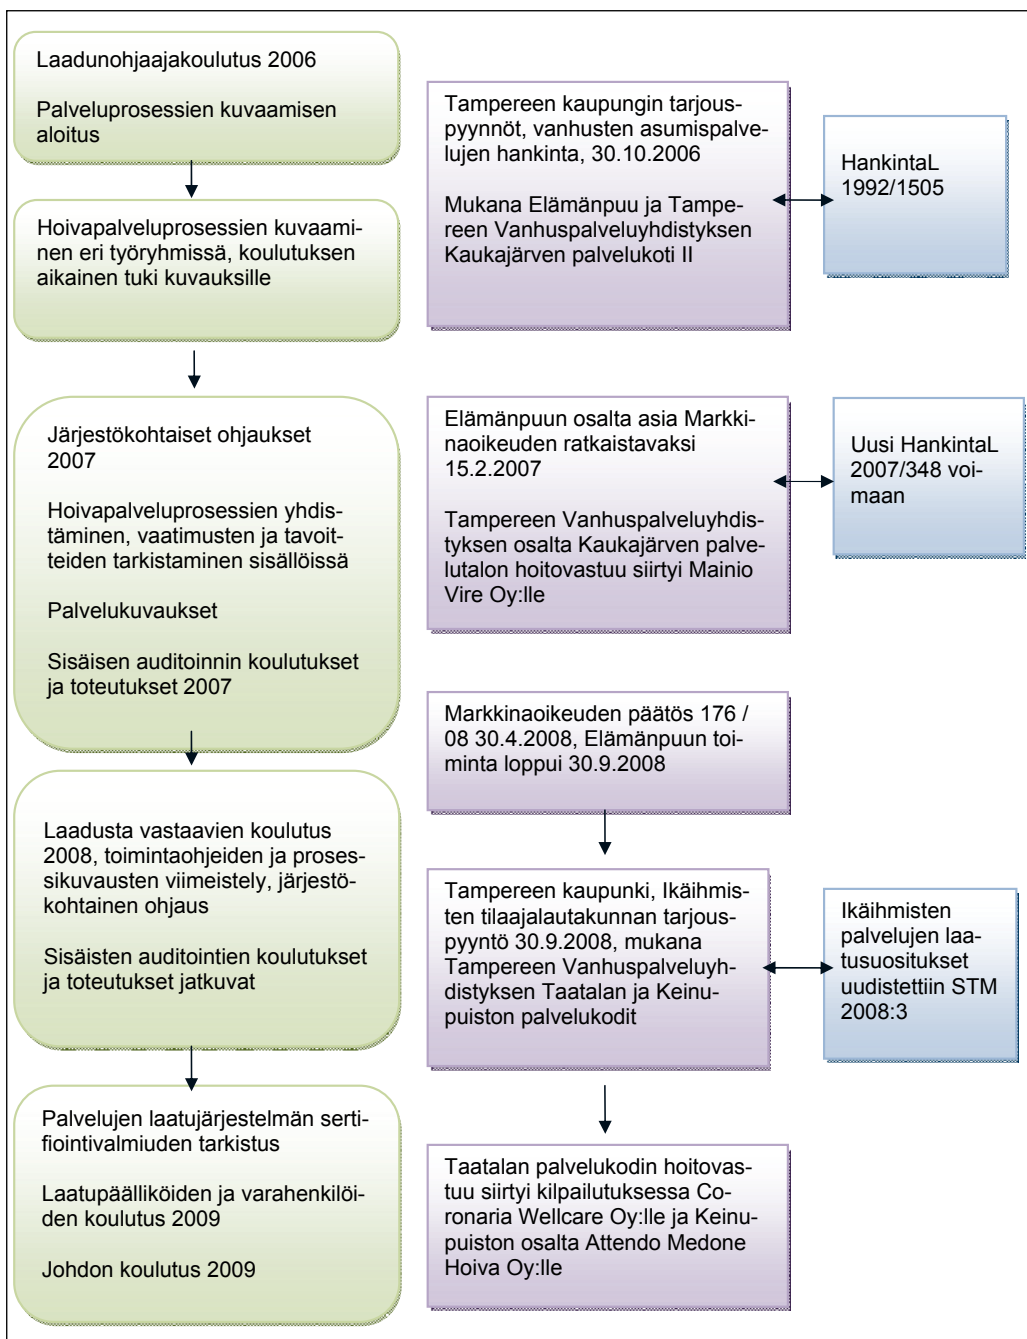 Laadunohjaajakoulutus 2006
Palveluprosessien kuvaamisen
aloitus
Hoivapalveluprosessien kuvaami-
nen eri työryhmissä, koulutuksen
aikainen tuki kuvauksille
Järjestökohtaiset ohjaukset
2007
Hoivapalveluprosessien yhdis-
täminen, vaatimusten ja tavoit-
teiden tarkistaminen sisällöissä
Palvelukuvaukset
Sisäisen auditoinnin koulutukset
ja toteutukset 2007
Laadusta vastaavien koulutus
2008, toimintaohjeiden ja proses-
sikuvausten viimeistely, järjestö-
kohtainen ohjaus
Sisäisten auditointien koulutukset
ja toteutukset jatkuvat
Palvelujen laatujärjestelmän serti-
fiointivalmiuden tarkistus
Laatupäälliköiden ja varahenkilöi-
den koulutus 2009
Johdon koulutus 2009
Tampereen kaupungin tarjous-
pyynnöt, vanhusten asumispalve-
lujen hankinta, 30.10.2006
Mukana Elämänpuu ja Tampe-
reen Vanhuspalveluyhdistyksen
Kaukajärven palvelukoti II
Elämänpuun osalta asia Markki-
naoikeuden ratkaistavaksi
15.2.2007
Tampereen Vanhuspalveluyhdis-
tyksen osalta Kaukajärven palve-
lutalon hoitovastuu siirtyi Mainio
Vire Oy:lle
Markkinaoikeuden päätös 176 /
08 30.4.2008, Elämänpuun toi-
minta loppui 30.9.2008
Tampereen kaupunki, Ikäihmis-
ten tilaajalautakunnan tarjous-
pyyntö 30.9.2008, mukana
Tampereen Vanhuspalveluyh-
distyksen Taatalan ja Keinu-
puiston palvelukodit
Taatalan palvelukodin hoitovas-
tuu siirtyi kilpailutuksessa Co-
ronaria Wellcare Oy:lle ja Keinu-
puiston osalta Attendo Medone
Hoiva Oy:lle
HankintaL
1992/1505
Uusi HankintaL
2007/348 voi-
maan
Ikäihmisten
palvelujen laa-
tusuositukset
uudistettiin STM
2008:3